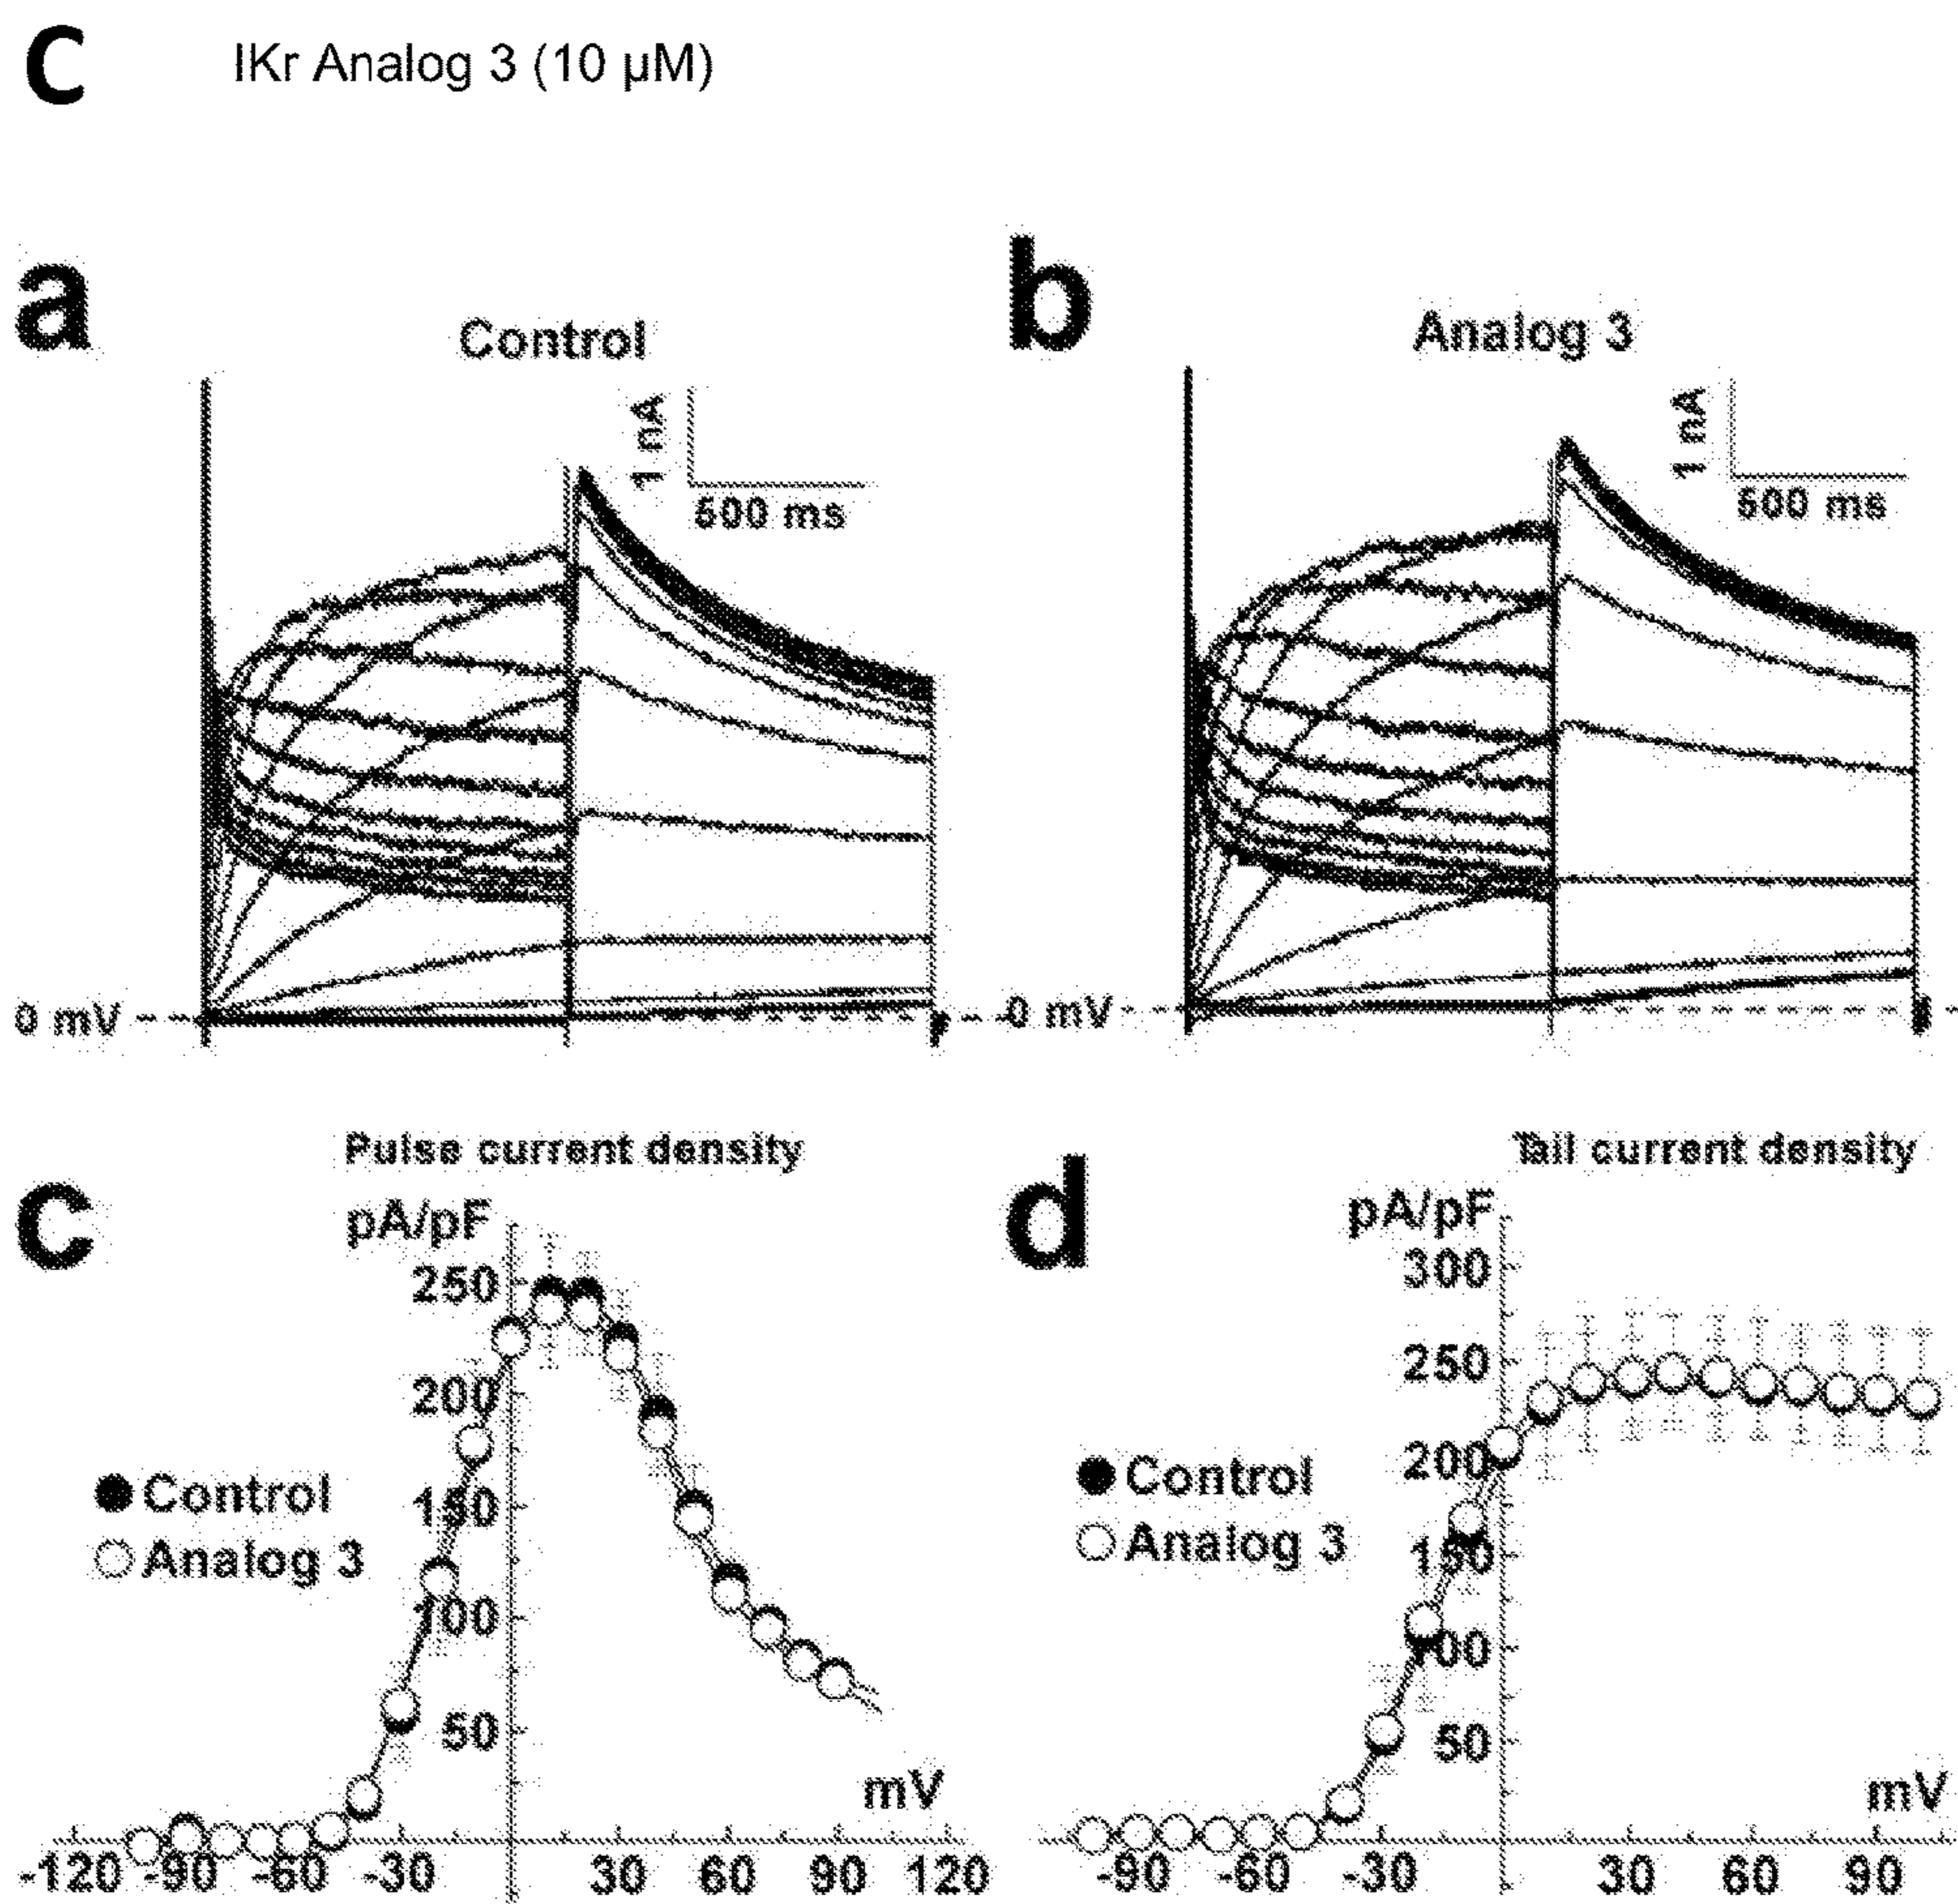 C IKr Analog 3 (10 µM)
a b
Control Analog 3
1 nA 1 nA
500 ms 500 ms
0 mV 0 mV
Pulse current density Tail current density
c d
pA/pF pA/pF
250 300
200 250
150 200
100 150
50 100
50
Control Control
Analog 3 Analog 3
mV mV
-120 -90 -60 -30 30 60 90 120 -90 -60 -30 30 60 90